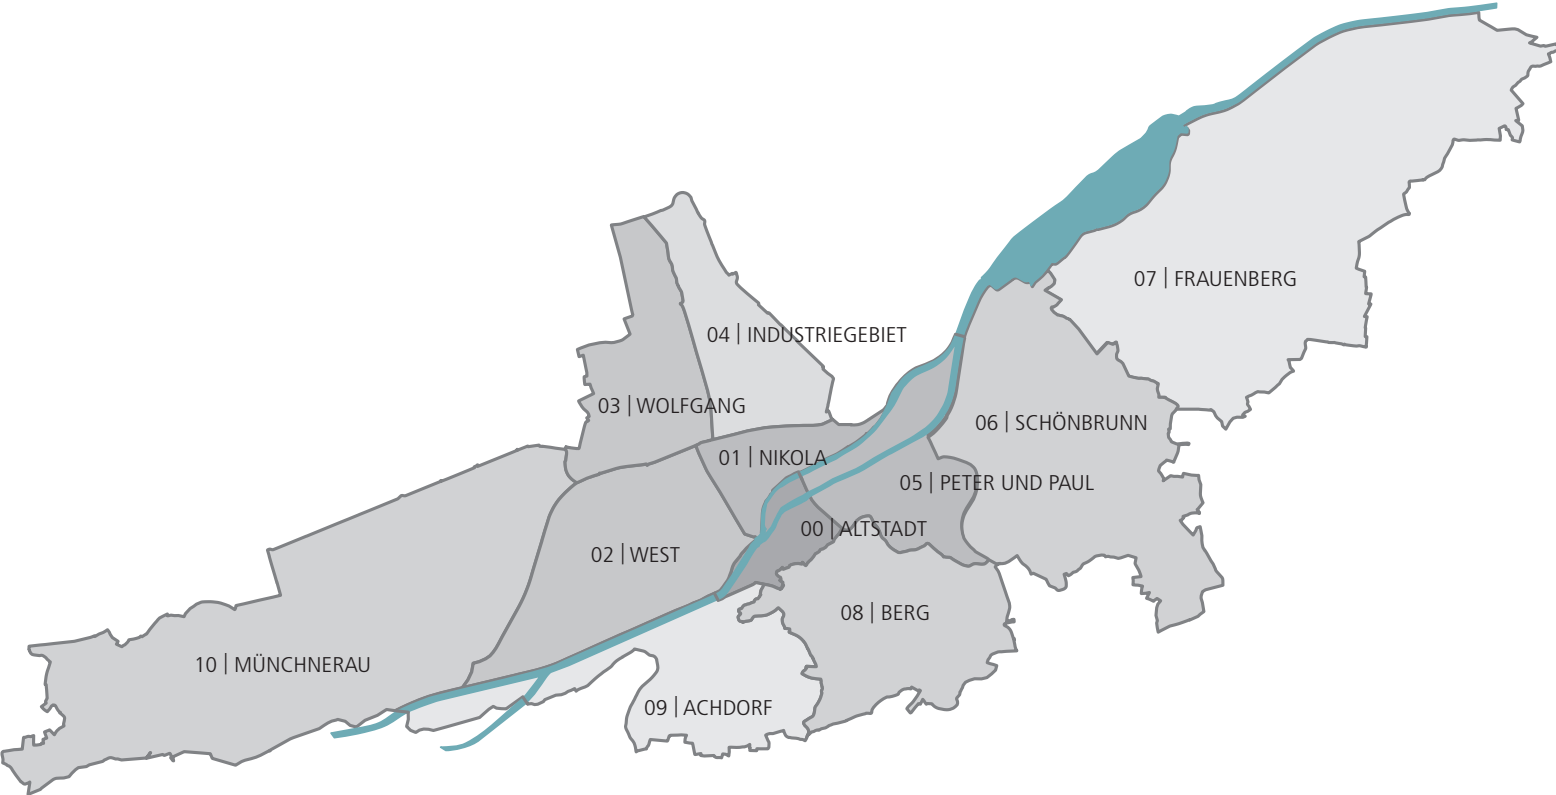 07 | FRAUENBERG
04 | INDUSTRIEGEBIET
03 | WOLFGANG
06 | SCHÖNBRUNN
01 | NIKOLA
05 | PETER UND PAUL
00 | ALTSTADT
02 | WEST
08 | BERG
10 | MÜNCHNERAU
09 | ACHDORF